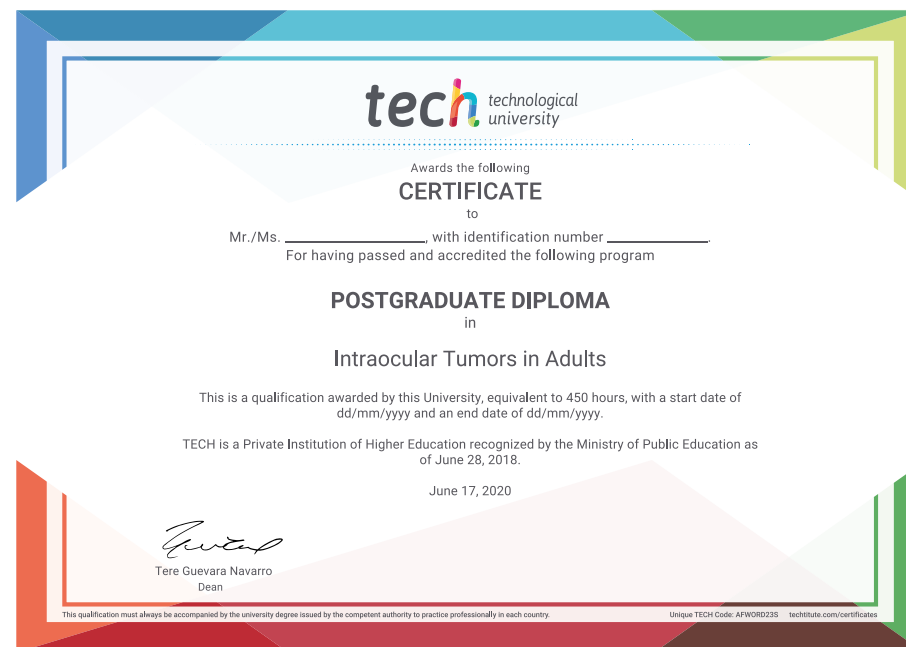 tech technological
university
Awards the following
CERTIFICATE
to
Mr./Ms. ____________________, with identification number ______________.
For having passed and accredited the following program
POSTGRADUATE DIPLOMA
in
Intraocular Tumors in Adults
This is a qualification awarded by this University, equivalent to 450 hours, with a start date of
dd/mm/yyyy and an end date of dd/mm/yyyy.
TECH is a Private Institution of Higher Education recognized by the Ministry of Public Education as
of June 28, 2018.
June 17, 2020
Tere Guevara Navarro
Dean
This qualification must always be accompanied by the university degree issued by the competent authority to practice professionally in each country. Unique TECH Code: AFWORD23S techtitute.com/certificates